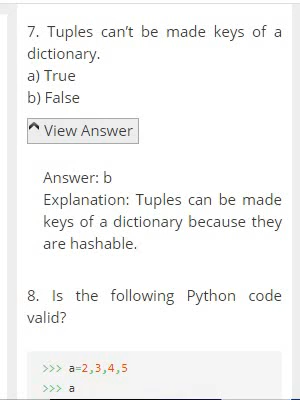 7. Tuples can’t be made keys of a
dictionary.
a) True
b) False
View Answer
Answer: b
Explanation: Tuples can be made
keys of a dictionary because they
are hashable.
8. Is the following Python code
valid?
>>> a=2,3,4,5
>>> a